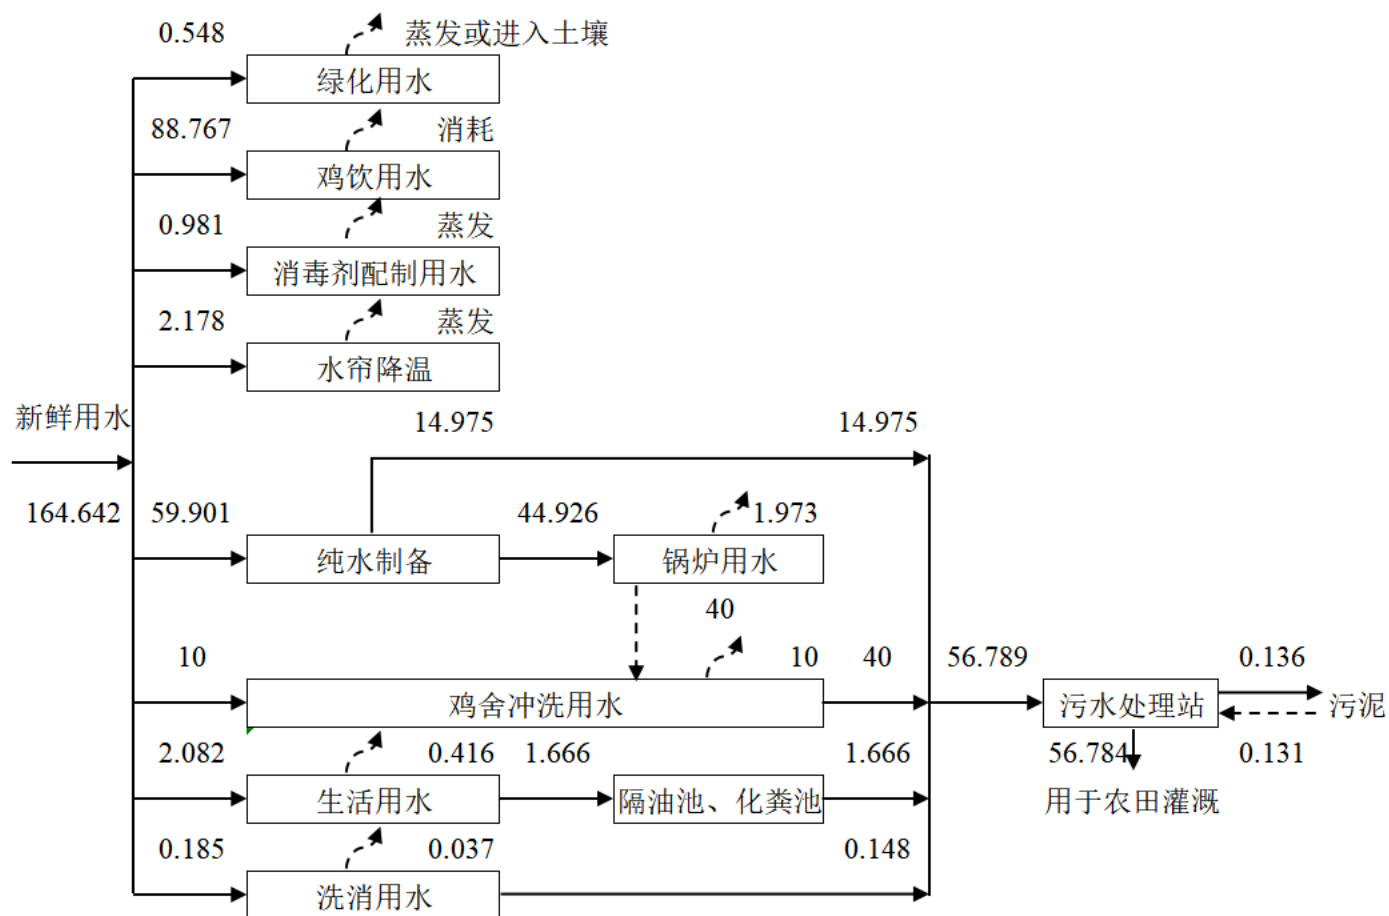 0.548 蒸发或进入土壤
绿化用水
88.767 消耗
鸡饮用水
0.981 蒸发
消毒剂配制用水
2.178 蒸发
水帘降温
新鲜用水 14.975 14.975
164.642 59.901 44.926 1.973
纯水制备 锅炉用水
40
10 10 40 56.789 0.136
鸡舍冲洗用水 污水处理站 污泥
2.082 0.416 1.666 1.666 56.784 0.131
生活用水 隔油池、化粪池 用于农田灌溉
0.185 0.037 0.148
洗消用水